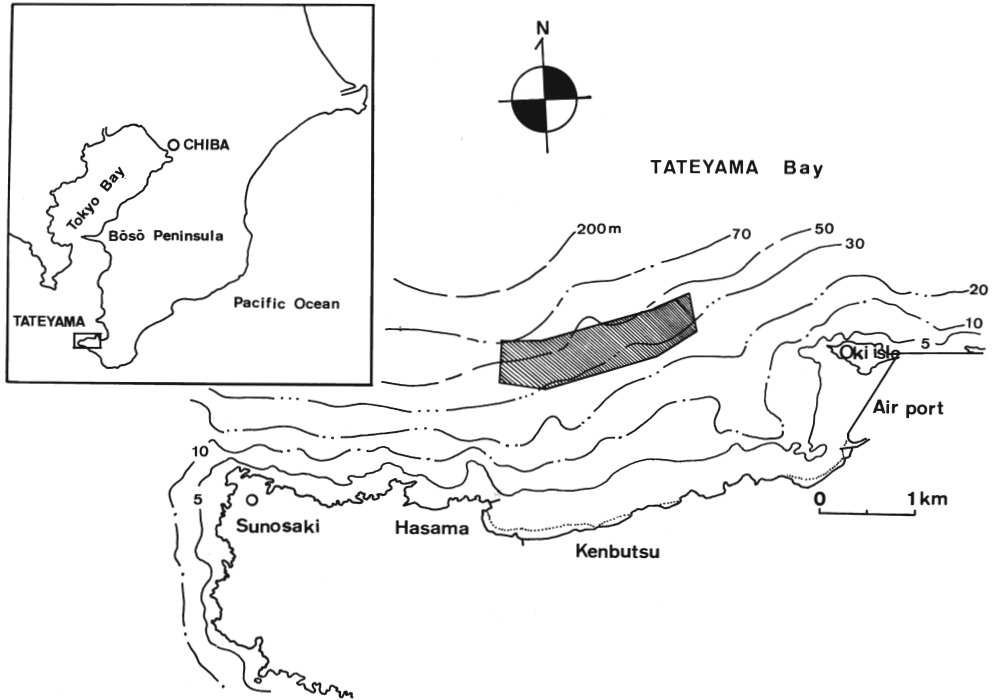 N
CHIBA
TATEYAMA Bay
Tokyo Bay
Bōsō Peninsula
200m
70
50
30
20
10
5
Pacific Ocean
TATEYAMA
Oki Isle
Air port
10
5
0 1km
Sunosaki
Hasama
Kenbutsu